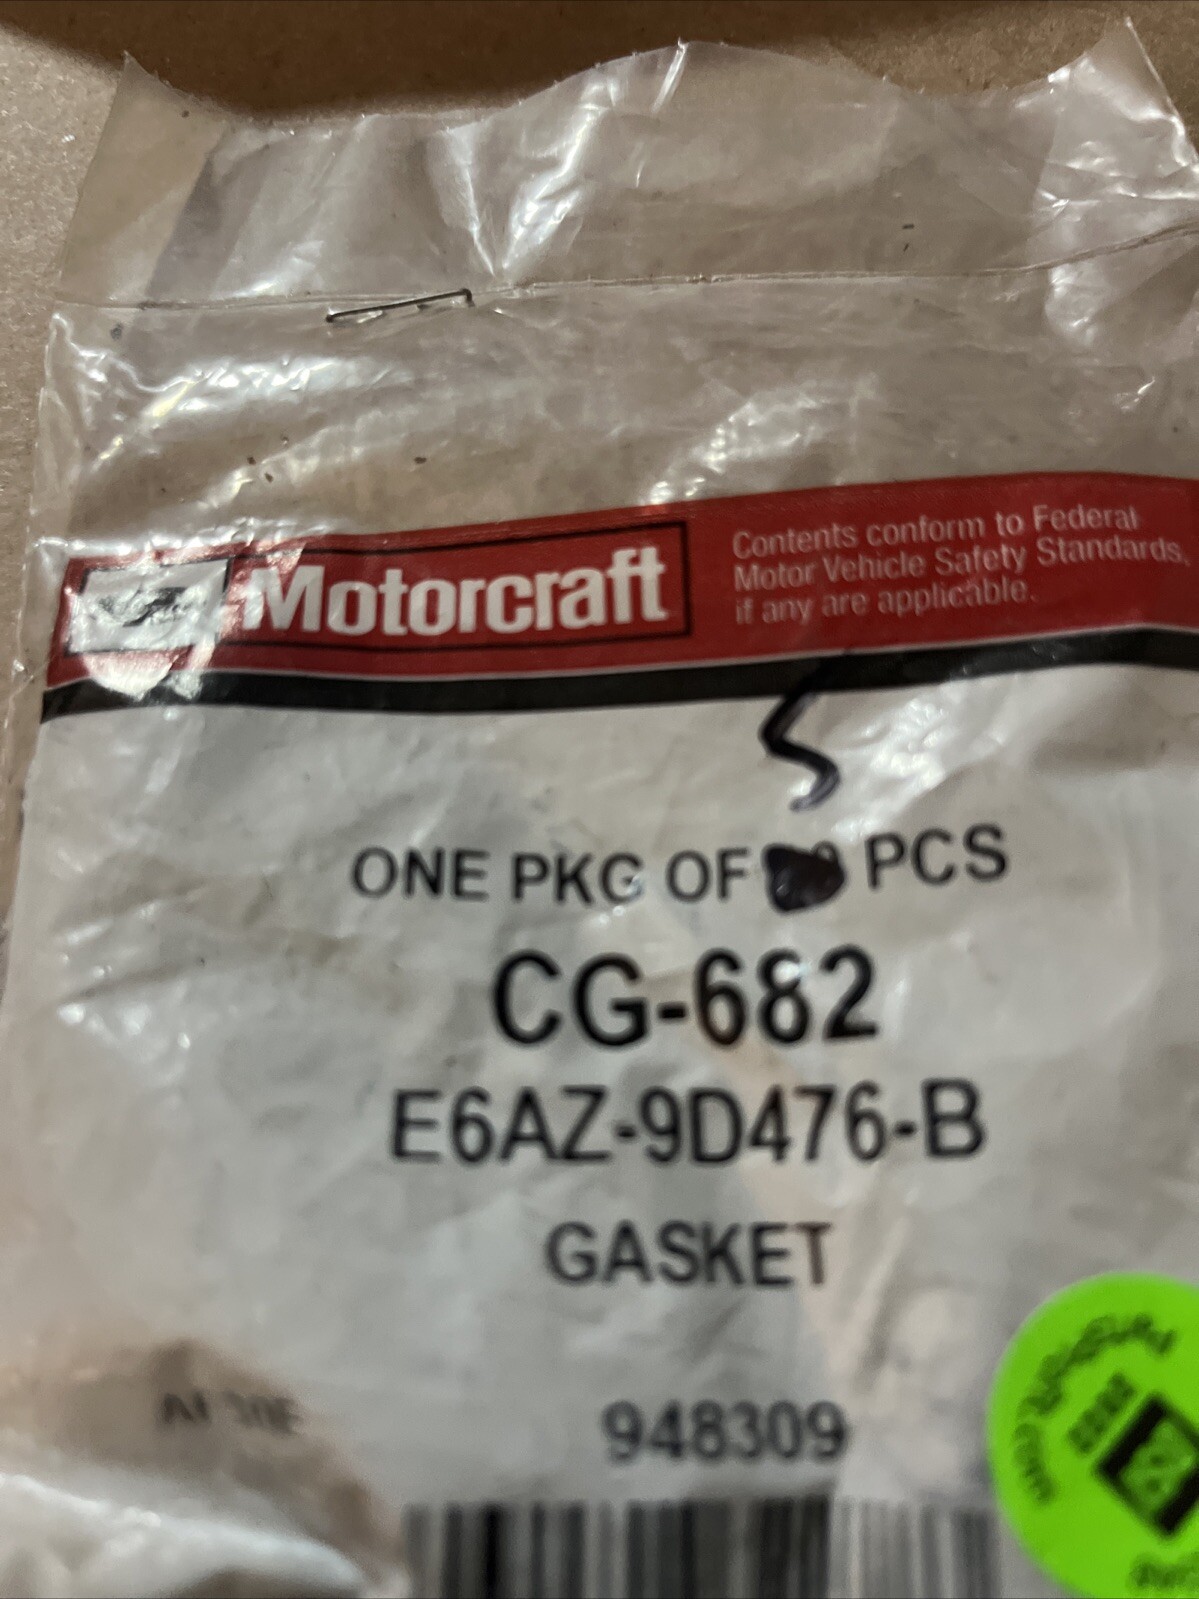 Motorcraft
Contents conform to Federal
Motor Vehicle Safety Standards,
if any are applicable.
5
ONE PKG OF PCS
CG-682
E6AZ-9D476-B
GASKET
948309